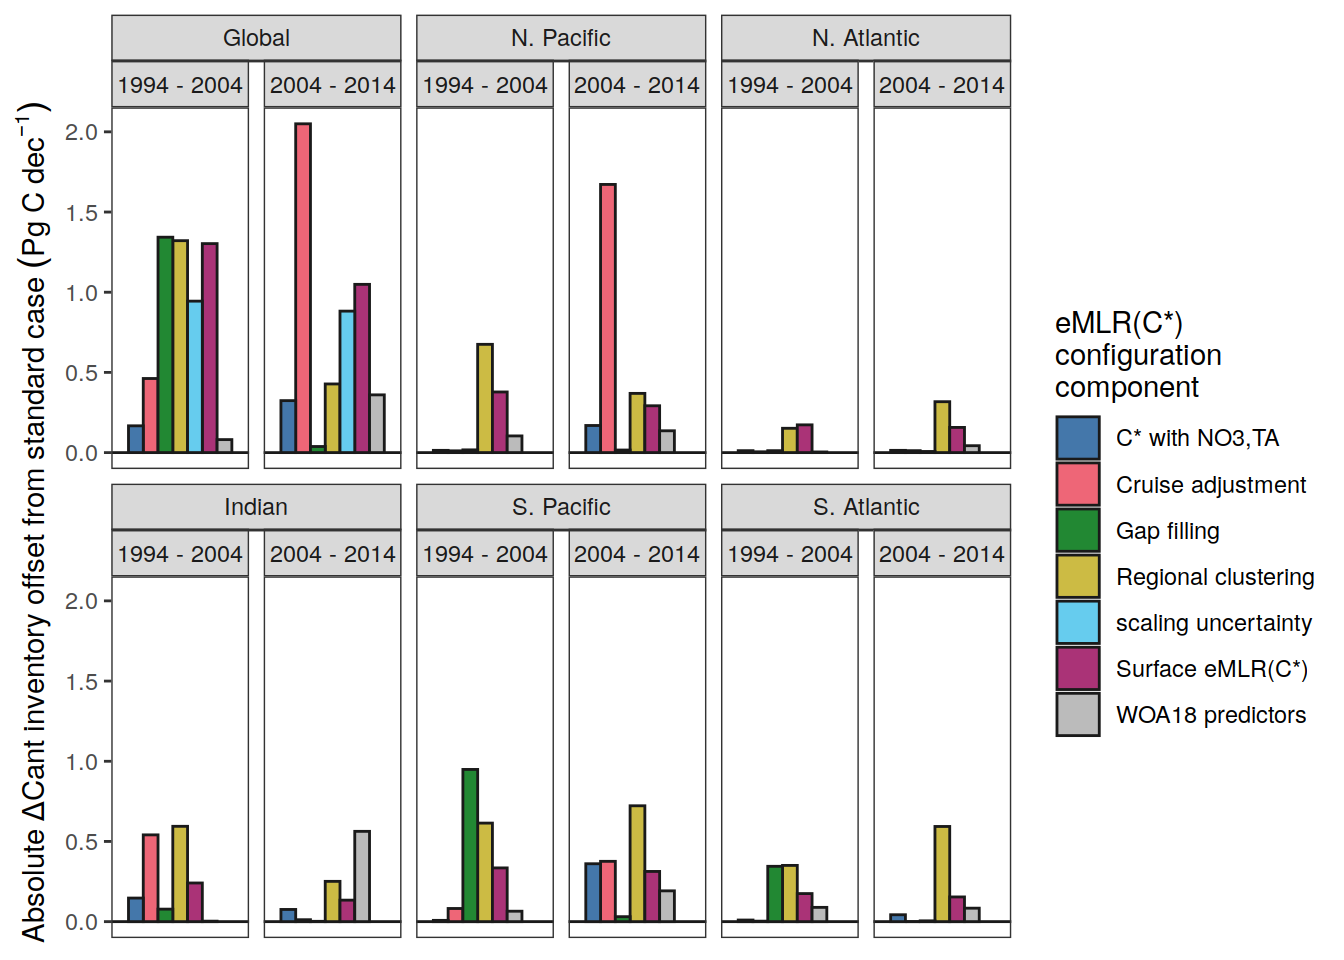 Global
N. Pacific
N. Atlantic
1994 - 2004
2004 - 2014
1994 - 2004
2004 - 2014
1994 - 2004
2004 - 2014
2.0
1.5
1.0
0.5
0.0
Indian
S. Pacific
S. Atlantic
1994 - 2004
2004 - 2014
1994 - 2004
2004 - 2014
1994 - 2004
2004 - 2014
2.0
1.5
1.0
0.5
0.0
Absolute ΔCant inventory offset from standard case (Pg C dec⁻¹)
eMLR(C*)
configuration
component
C* with NO3,TA
Cruise adjustment
Gap filling
Regional clustering
scaling uncertainty
Surface eMLR(C*)
WOA18 predictors